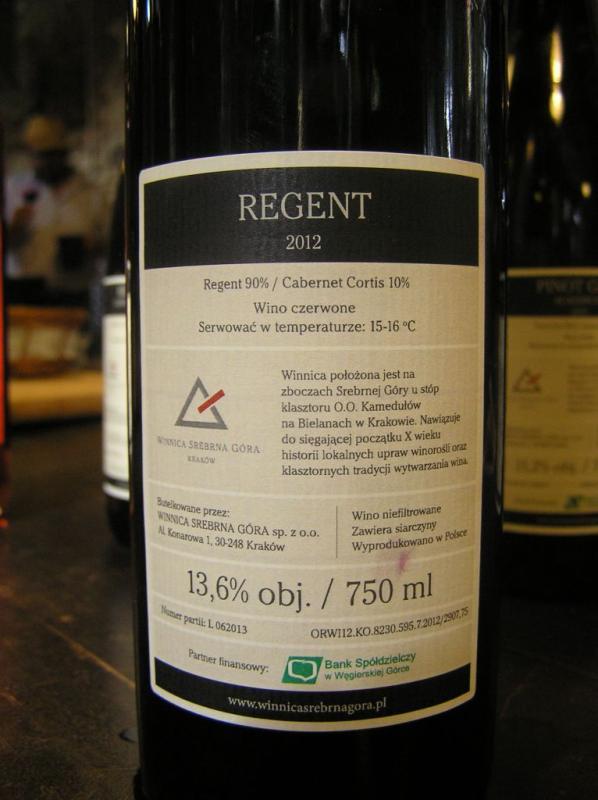 REGENT
2012
Regent 90% / Cabernet Cortis 10%
Wino czerwone
Serwować w temperaturze: 15-16 ºC
WINNICA SREBRNA GÓRA
KRAKÓW
Winnica położona jest na
zboczach Srebrnej Góry u stóp
klasztoru O.O. Kamedułów
na Bielanach w Krakowie. Nawiązuje
do sięgającej początku X wieku
historii lokalnych upraw winorośli oraz
klasztornych tradycji wytwarzania wina.
Butelkowane przez:
WINNICA SREBRNA GÓRA sp. z o.o.
Al. Konarowa 1, 30-248 Kraków
Wino niefiltrowane
Zawiera siarczyny
Wyprodukowano w Polsce
13,6% obj. / 750 ml
Numer partii: L 062013
ORWI12.KO.8230.595.7.2012/2907,75
Partner finansowy:
Bank Spółdzielczy
w Węgierskiej Górce
www.winnicasrebrnagora.pl
PINOT